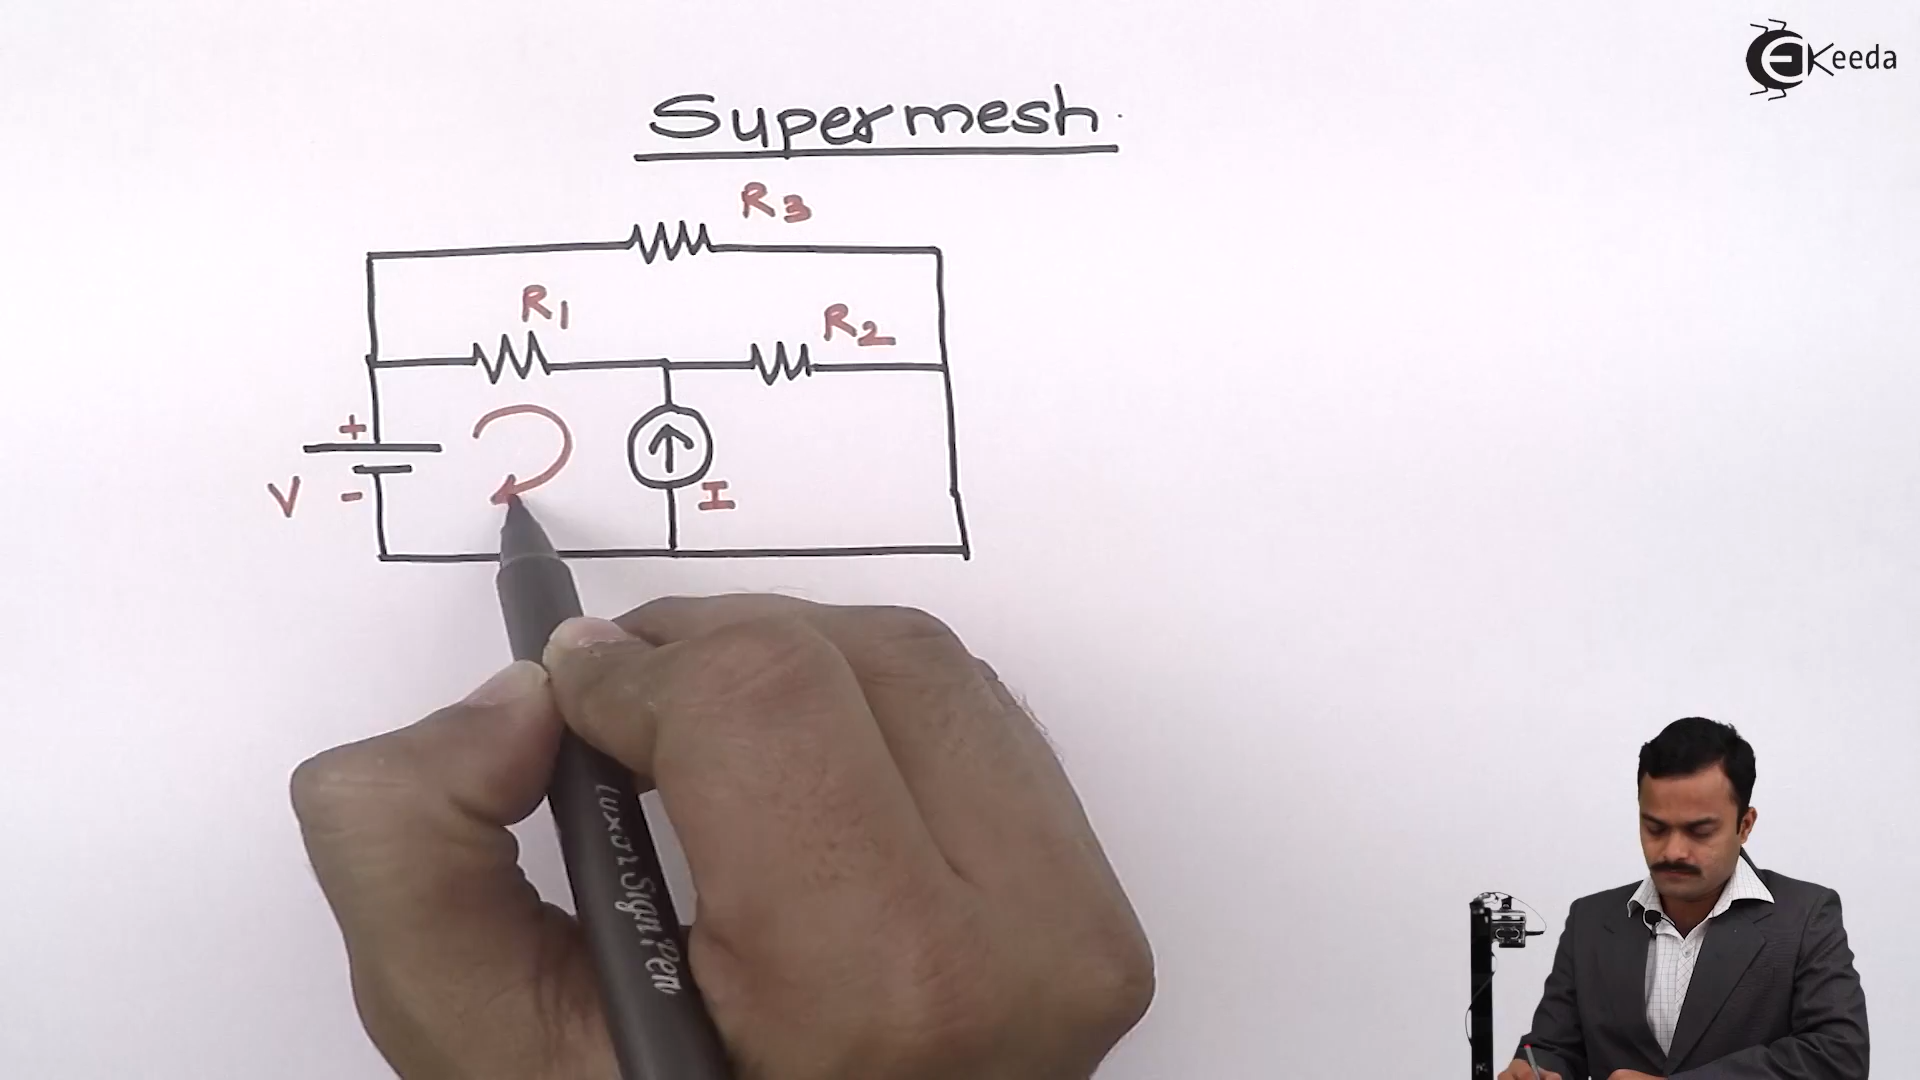 Keeda
Supermesh.
R3
R1
R2
+
V -
I
Luxor Sign Pen